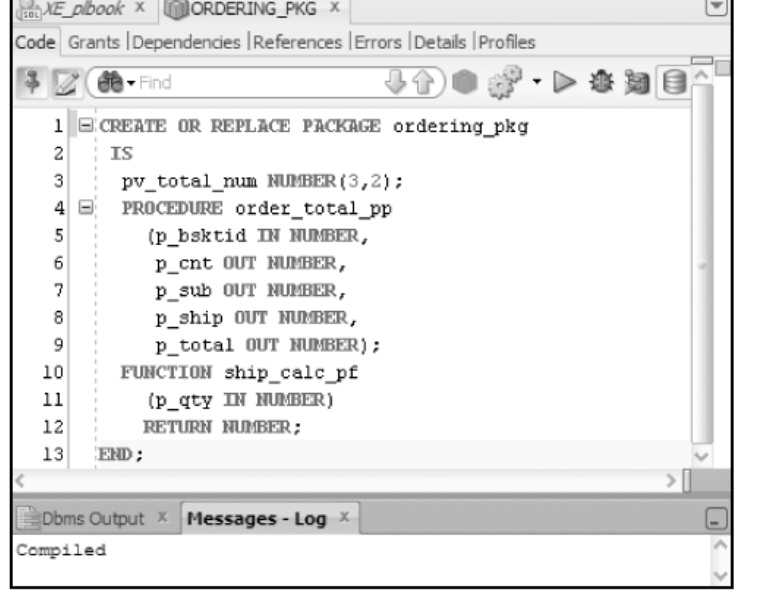 XE_plbook x ORDERING_PKG x
Code Grants | Dependencies | References | Errors | Details | Profiles
Find
1 CREATE OR REPLACE PACKAGE ordering_pkg
2 IS
3 pv_total_num NUMBER(3,2);
4 PROCEDURE order_total_pp
5 (p_bsktid IN NUMBER,
6 p_cnt OUT NUMBER,
7 p_sub OUT NUMBER,
8 p_ship OUT NUMBER,
9 p_total OUT NUMBER);
10 FUNCTION ship_calc_pf
11 (p_qty IN NUMBER)
12 RETURN NUMBER;
13 END;
Dbms Output x Messages - Log x
Compiled